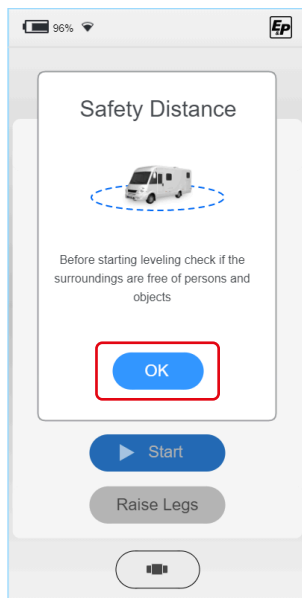 96%
EP
Safety Distance
Before starting leveling check if the
surroundings are free of persons and
objects
OK
Start
Raise Legs